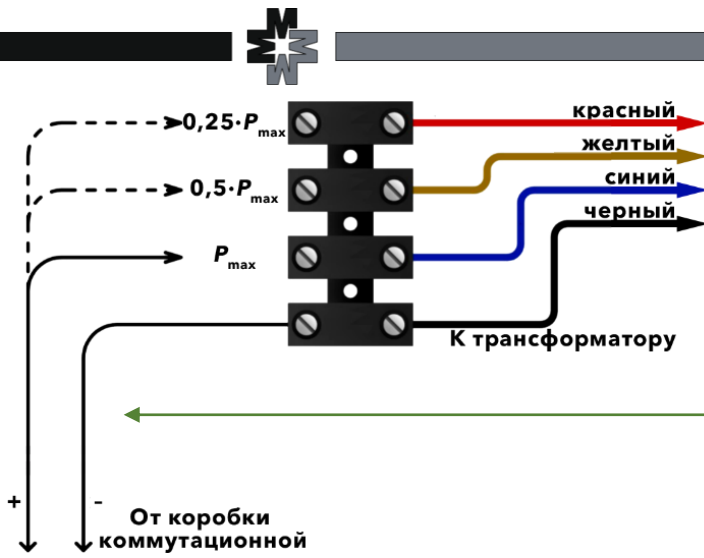 0,25·Pmax
красный
желтый
0,5·Pmax
синий
черный
Pmax
К трансформатору
+
–
От коробки
коммутационной